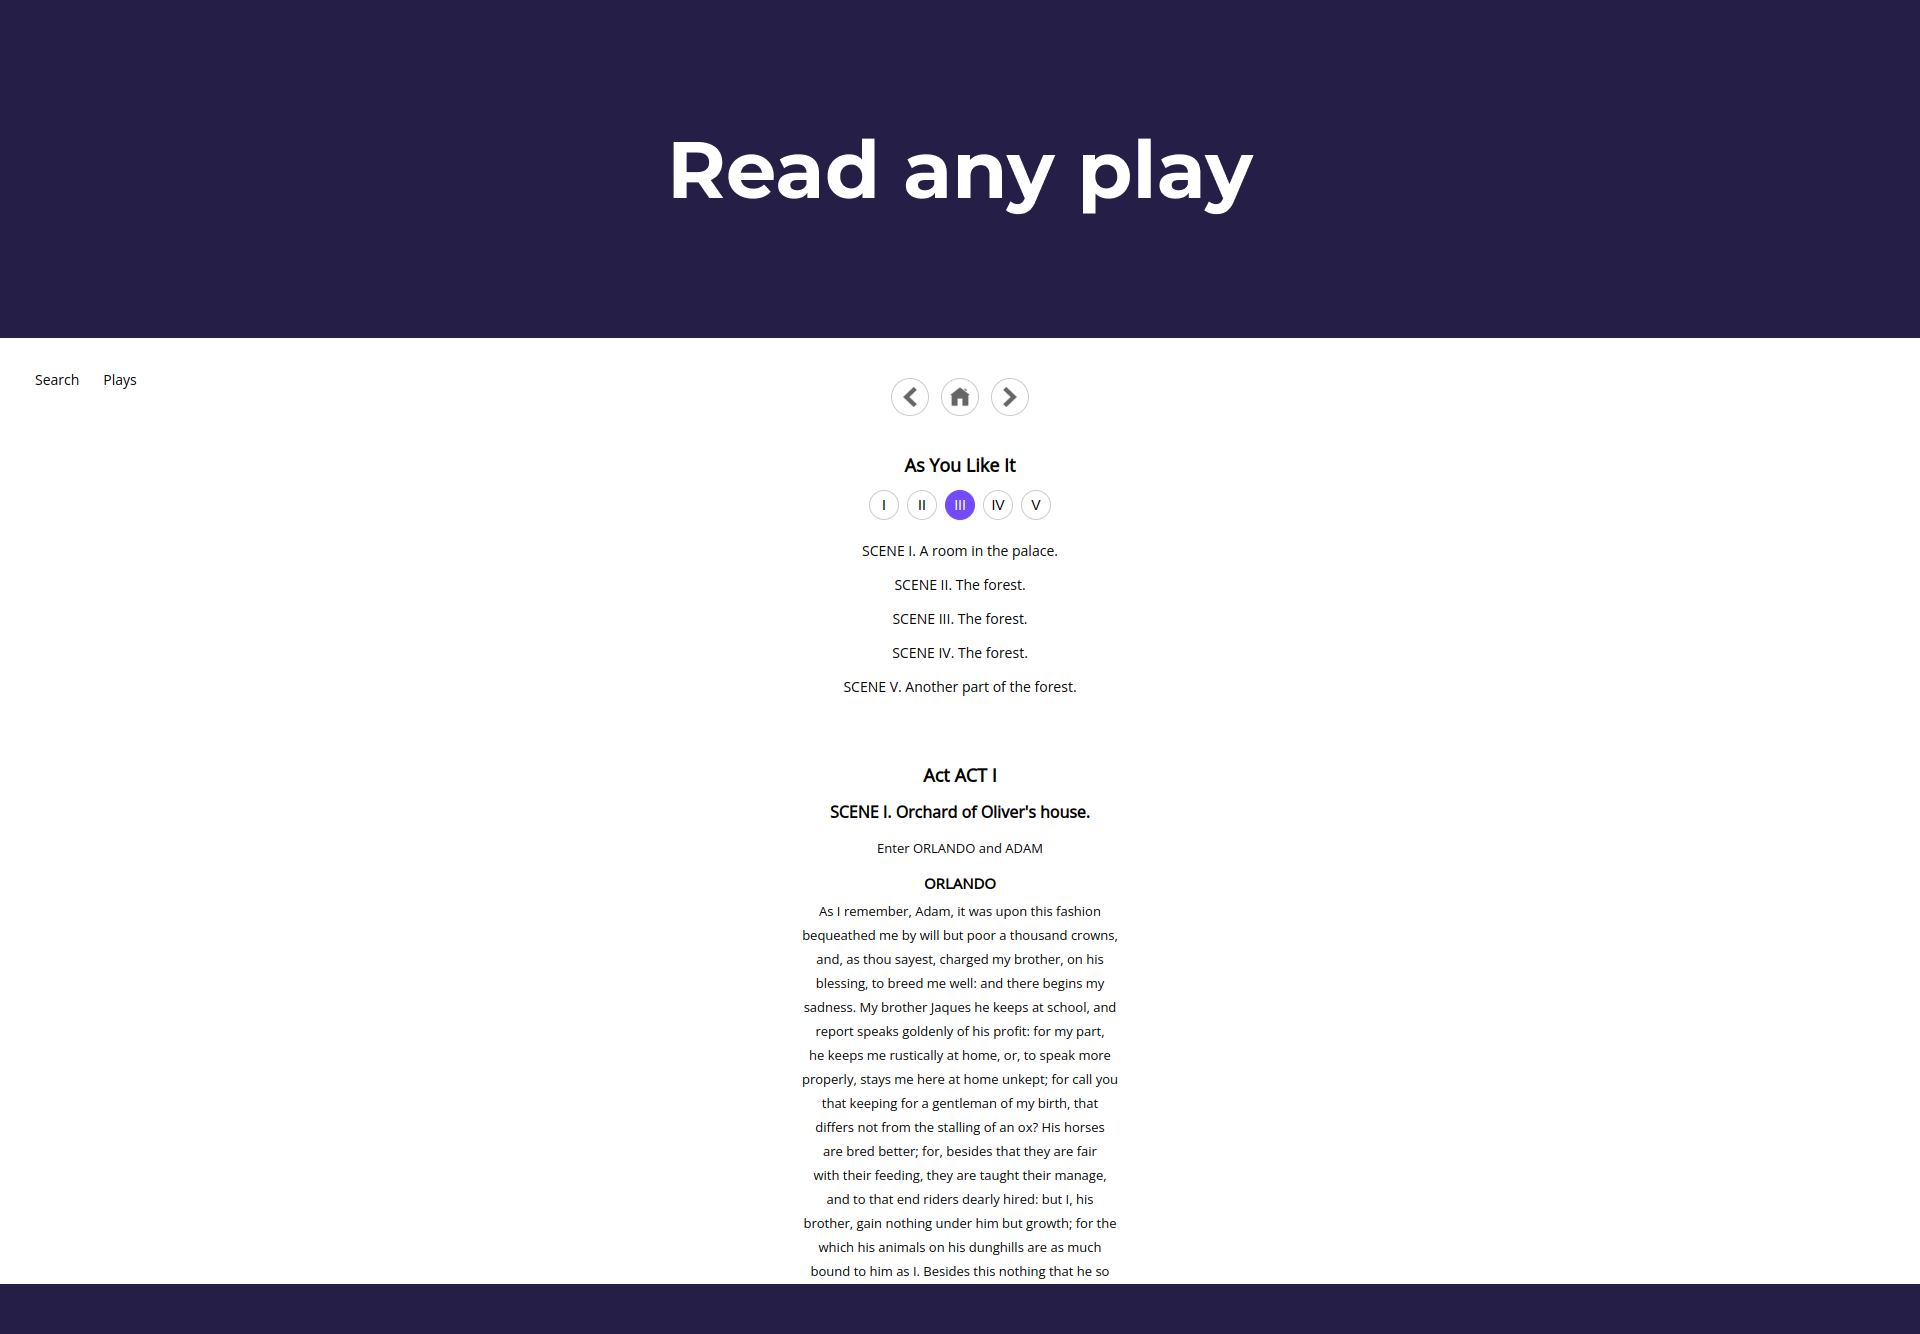 Read any play
Search Plays
As You Like It
I II III IV V
SCENE I. A room in the palace.
SCENE II. The forest.
SCENE III. The forest.
SCENE IV. The forest.
SCENE V. Another part of the forest.
Act ACT I
SCENE I. Orchard of Oliver's house.
Enter ORLANDO and ADAM
ORLANDO
As I remember, Adam, it was upon this fashion
bequeathed me by will but poor a thousand crowns,
and, as thou sayest, charged my brother, on his
blessing, to breed me well: and there begins my
sadness. My brother Jaques he keeps at school, and
report speaks goldenly of his profit: for my part,
he keeps me rustically at home, or, to speak more
properly, stays me here at home unkept; for call you
that keeping for a gentleman of my birth, that
differs not from the stalling of an ox? His horses
are bred better; for, besides that they are fair
with their feeding, they are taught their manage,
and to that end riders dearly hired: but I, his
brother, gain nothing under him but growth; for the
which his animals on his dunghills are as much
bound to him as I. Besides this nothing that he so